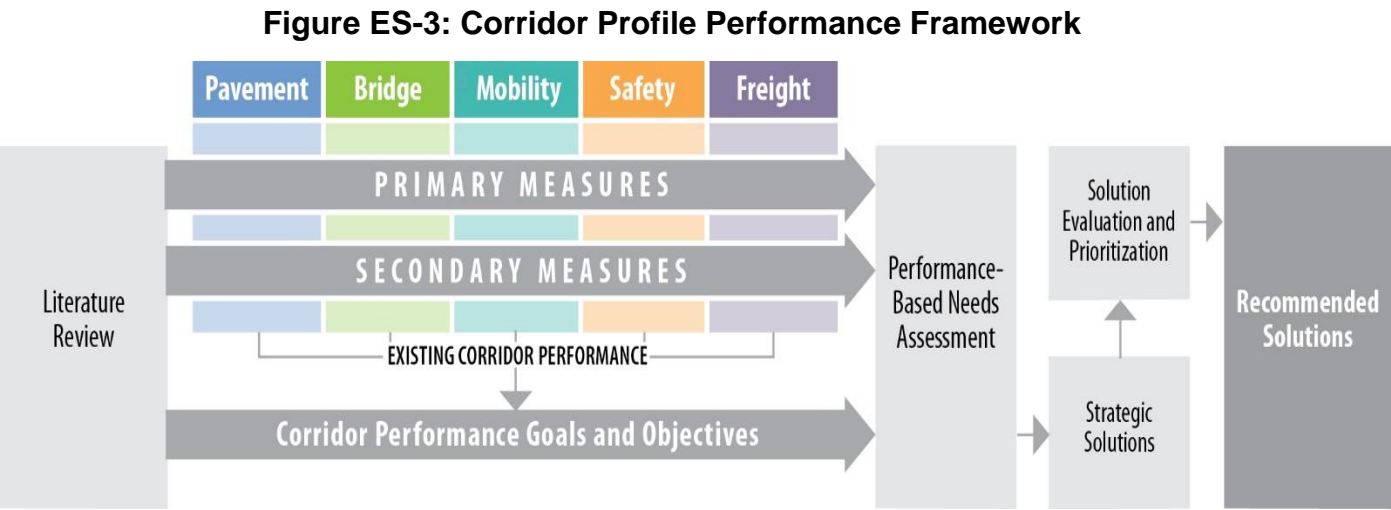 Figure ES-3: Corridor Profile Performance Framework
Pavement
Bridge
Mobility
Safety
Freight
PRIMARY MEASURES
SECONDARY MEASURES
EXISTING CORRIDOR PERFORMANCE
Corridor Performance Goals and Objectives
Literature
Review
Performance-
Based Needs
Assessment
Strategic
Solutions
Solution
Evaluation and
Prioritization
Recommended
Solutions